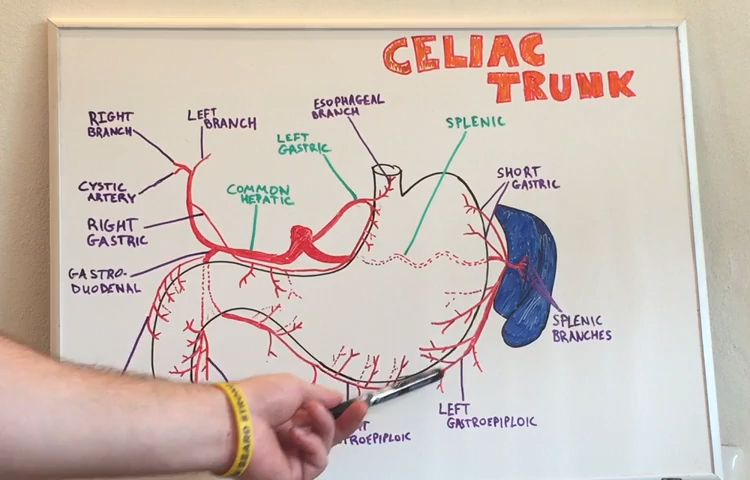 CELIAC
TRUNK
RIGHT
BRANCH
LEFT
BRANCH
ESOPHAGEAL
BRANCH
SPLENIC
LEFT
GASTRIC
SHORT
GASTRIC
CYSTIC
ARTERY
COMMON
HEPATIC
RIGHT
GASTRIC
GASTRO-
DUODENAL
SPLENIC
BRANCHES
LEFT
GASTROEPIPLOIC
TROEPIPLOIC